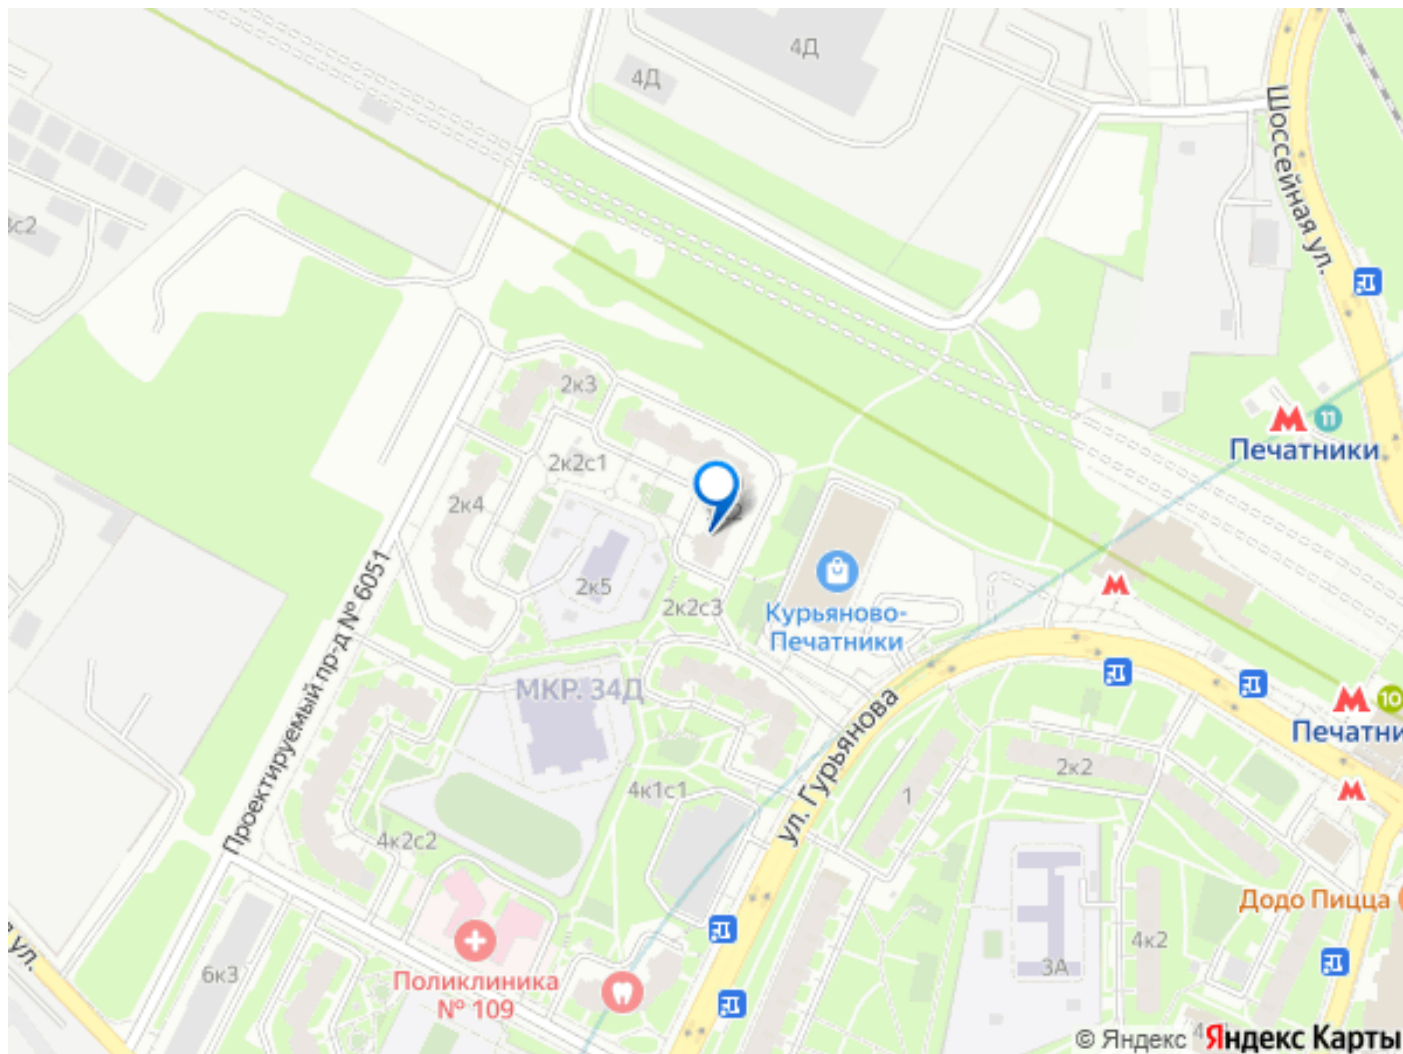 4Д
4Д
Шоссейная ул.
2к3
11
Печатники
2к2с1
2к4
2к5
2к2с3
Курьяново-
Печатники
Проектируемый пр-д № 6051
МКР. 34Д
10
ул. Гурьянова
2к2
1
4к1с1
4к2с2
Додо Пицца
4к2
3А
6к3
Поликлиника
№ 109
ул.
© Яндекс
Яндекс Карты